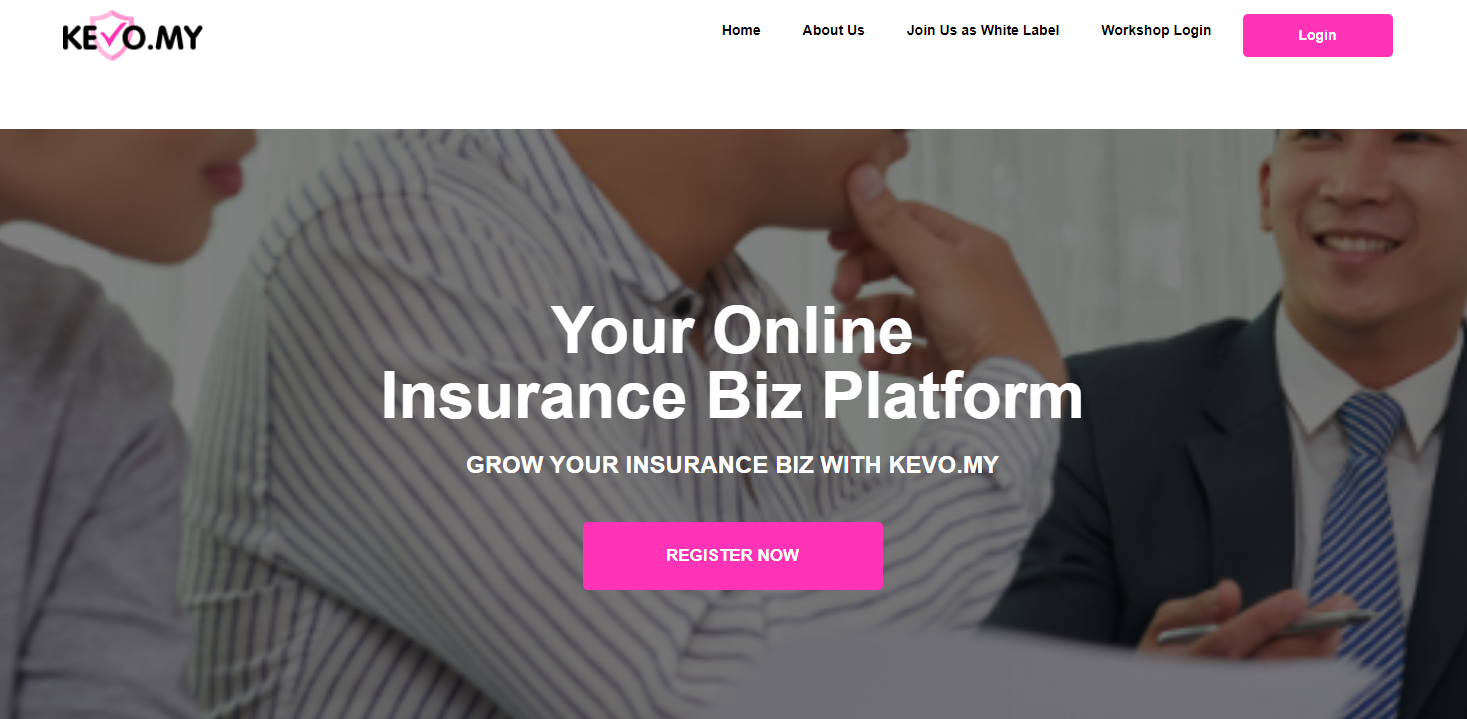 KEVO.MY
Home
About Us
Join Us as White Label
Workshop Login
Login
Your Online
Insurance Biz Platform
GROW YOUR INSURANCE BIZ WITH KEVO.MY
REGISTER NOW